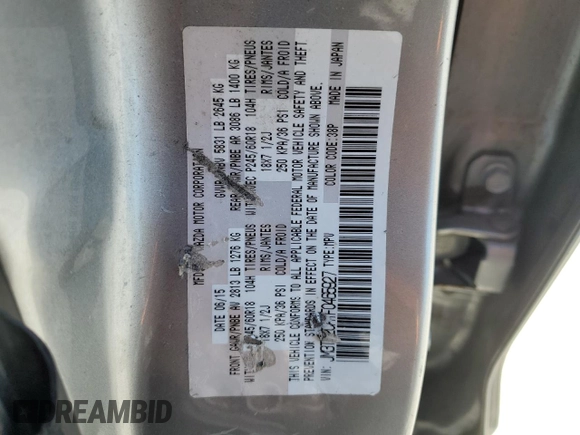 MAZDA MOTOR CORPORATION
DATE 06/15 GVWR 5831 LB 2645 KG
FRONT GAWR/PNBE AV 2813 LB 1276 KG REAR GAWR/PNBE AR 3086 LB 1400 KG
245/60R18 104H TIRES/PNEUS P245/60R18 104H TIRES/PNEUS
18X7 1/2J RIMS/JANTES 18X7 1/2J RIMS/JANTES
250 KPA/36 PSI COLD/A FROID 250 KPA/36 PSI COLD/A FROID
THIS VEHICLE CONFORMS TO ALL APPLICABLE FEDERAL MOTOR VEHICLE SAFETY AND THEFT
PREVENTION STANDARDS IN EFFECT ON THE DATE OF MANUFACTURE SHOWN ABOVE.
VIN: TYPE:MPV COLOR CODE:38P MADE IN JAPAN
DREAMBID